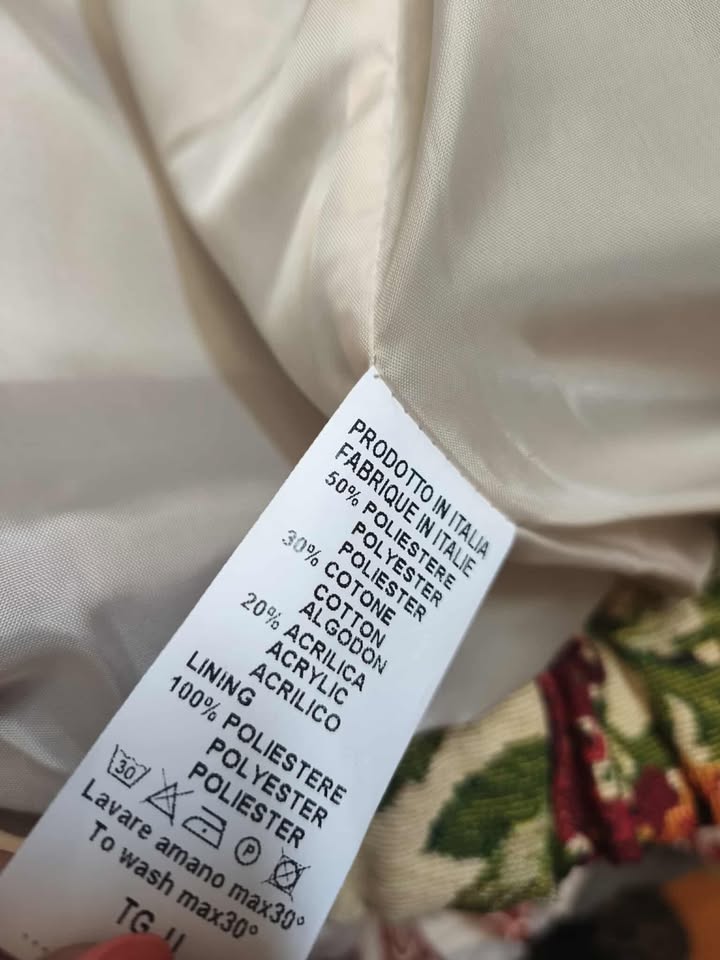 PRODOTTO IN ITALIA
FABRIQUE IN ITALIE
50% POLIESTERE
POLYESTER
POLIESTER
30% COTONE
COTTON
ALGODON
20% ACRILICA
ACRYLIC
ACRILICO
LINING
100% POLIESTERE
POLYESTER
POLIESTER
30 P
Lavare amano max30°
To wash max30°
TG